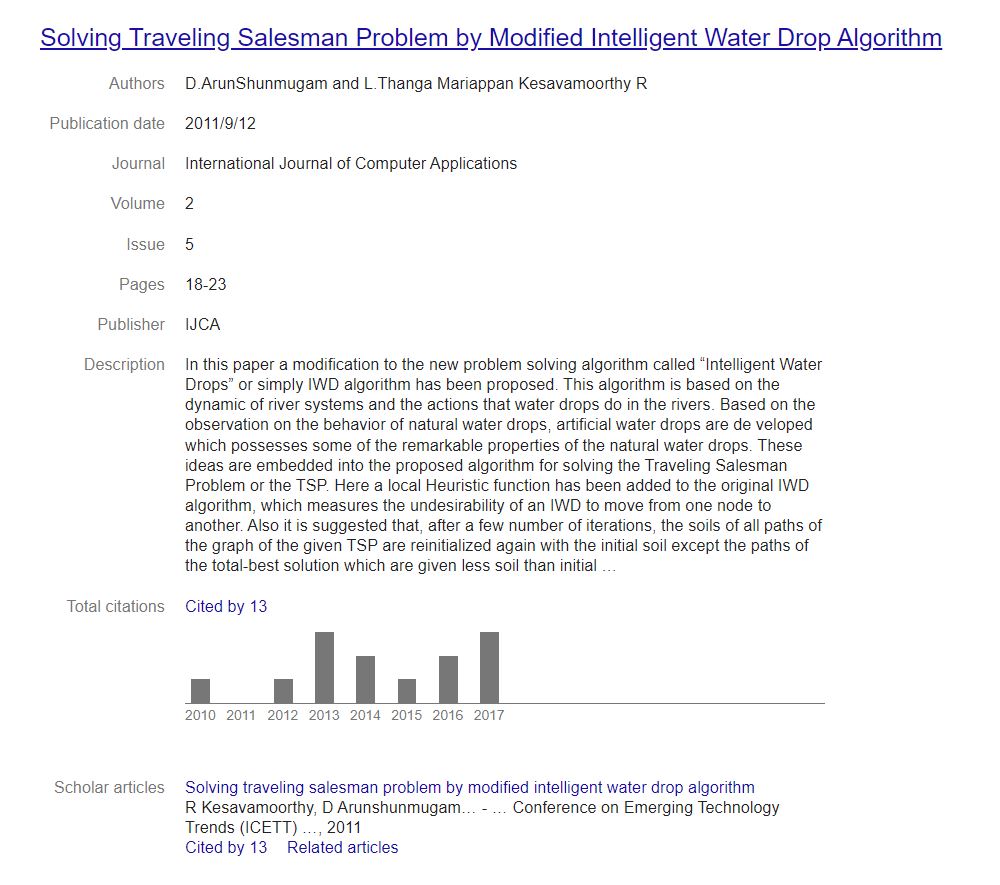 Solving Traveling Salesman Problem by Modified Intelligent Water Drop Algorithm
Authors D.ArunShunmugam and L.Thanga Mariappan Kesavamoorthy R
Publication date 2011/9/12
Journal International Journal of Computer Applications
Volume 2
Issue 5
Pages 18-23
Publisher IJCA
Description In this paper a modification to the new problem solving algorithm called “Intelligent Water
Drops” or simply IWD algorithm has been proposed. This algorithm is based on the
dynamic of river systems and the actions that water drops do in the rivers. Based on the
observation on the behavior of natural water drops, artificial water drops are de veloped
which possesses some of the remarkable properties of the natural water drops. These
ideas are embedded into the proposed algorithm for solving the Traveling Salesman
Problem or the TSP. Here a local Heuristic function has been added to the original IWD
algorithm, which measures the undesirability of an IWD to move from one node to
another. Also it is suggested that, after a few number of iterations, the soils of all paths of
the graph of the given TSP are reinitialized again with the initial soil except the paths of
the total-best solution which are given less soil than initial …
Total citations Cited by 13
2010 2011 2012 2013 2014 2015 2016 2017
Scholar articles Solving traveling salesman problem by modified intelligent water drop algorithm
R Kesavamoorthy, D Arunshunmugam… - … Conference on Emerging Technology
Trends (ICETT) …, 2011
Cited by 13 Related articles